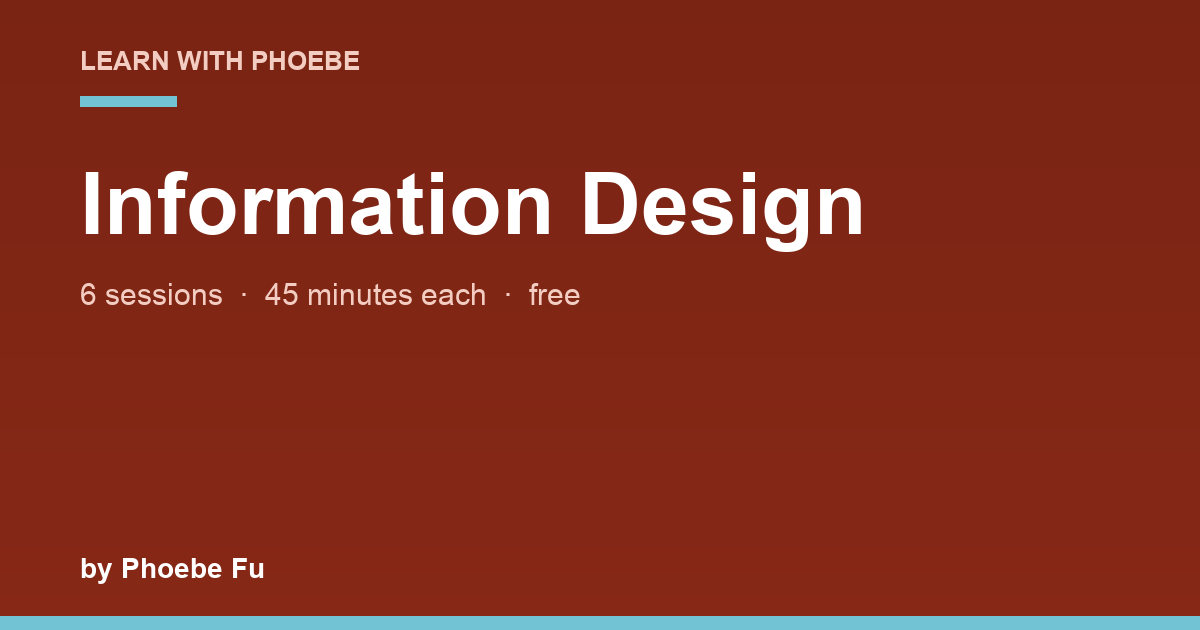 LEARN WITH PHOEBE
Information Design
6 sessions · 45 minutes each · free
by Phoebe Fu